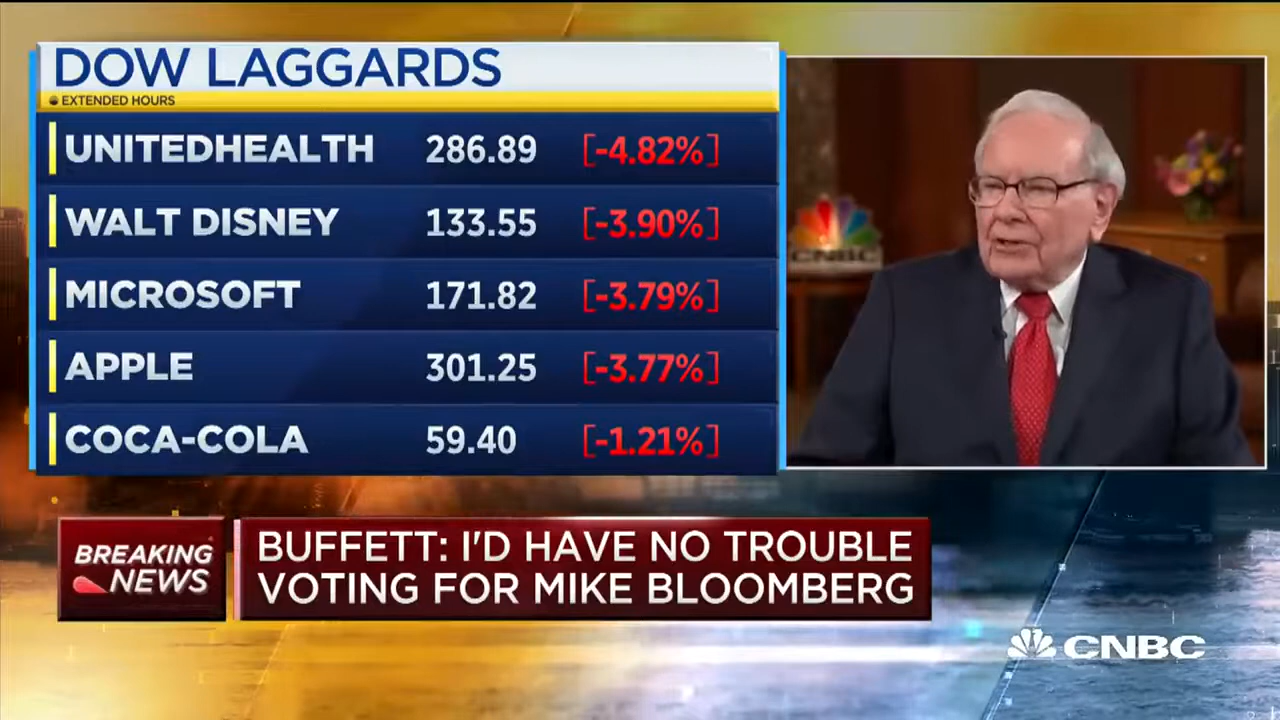 DOW LAGGARDS
EXTENDED HOURS
UNITEDHEALTH 286.89 [-4.82%]
WALT DISNEY 133.55 [-3.90%]
MICROSOFT 171.82 [-3.79%]
APPLE 301.25 [-3.77%]
COCA-COLA 59.40 [-1.21%]
CNBC
BREAKING NEWS
BUFFETT: I'D HAVE NO TROUBLE
VOTING FOR MIKE BLOOMBERG
CNBC